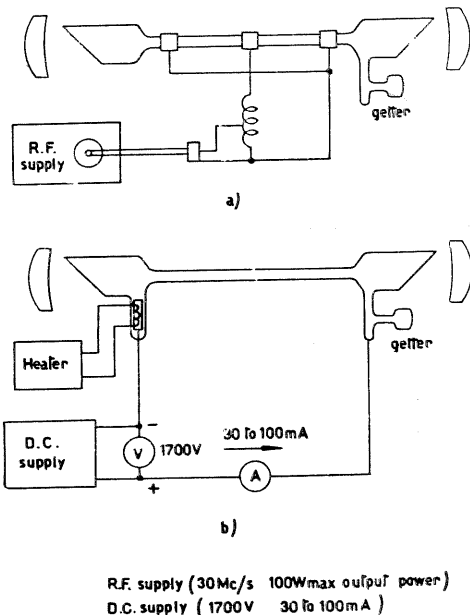 getter
R.F.
supply
a)
Heater
getter
D.C.
supply
-
V
1700V
30 to 100mA
+
A
b)
R.F. supply (30Mc/s 100Wmax output power)
D.C. supply ( 1700V 30 to 100mA)